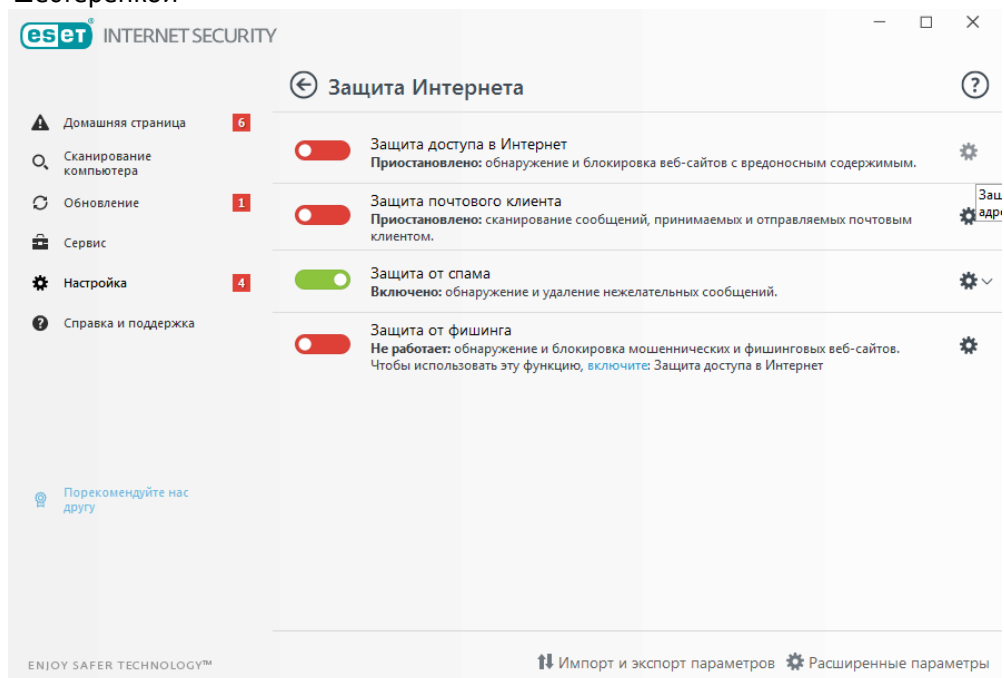 шестеренкой
eset INTERNET SECURITY
Защита Интернета
?
Домашняя страница 6
Сканирование
компьютера
Обновление 1
Сервис
Настройка 4
Справка и поддержка
Порекомендуйте нас
другу
Защита доступа в Интернет
Приостановлено: обнаружение и блокировка веб-сайтов с вредоносным содержимым.
Защита почтового клиента
Приостановлено: сканирование сообщений, принимаемых и отправляемых почтовым
клиентом.
Защита от спама
Включено: обнаружение и удаление нежелательных сообщений.
Защита от фишинга
Не работает: обнаружение и блокировка мошеннических и фишинговых веб-сайтов.
Чтобы использовать эту функцию, включите: Защита доступа в Интернет
ENJOY SAFER TECHNOLOGY™
Импорт и экспорт параметров Расширенные параметры